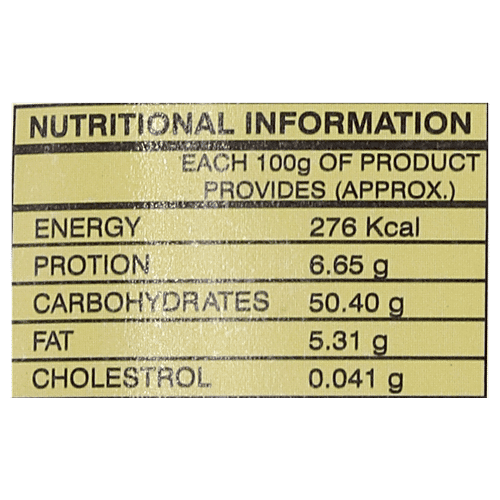 NUTRITIONAL INFORMATION
EACH 100g OF PRODUCT
PROVIDES (APPROX.)
ENERGY 276 Kcal
PROTION 6.65 g
CARBOHYDRATES 50.40 g
FAT 5.31 g
CHOLESTROL 0.041 g